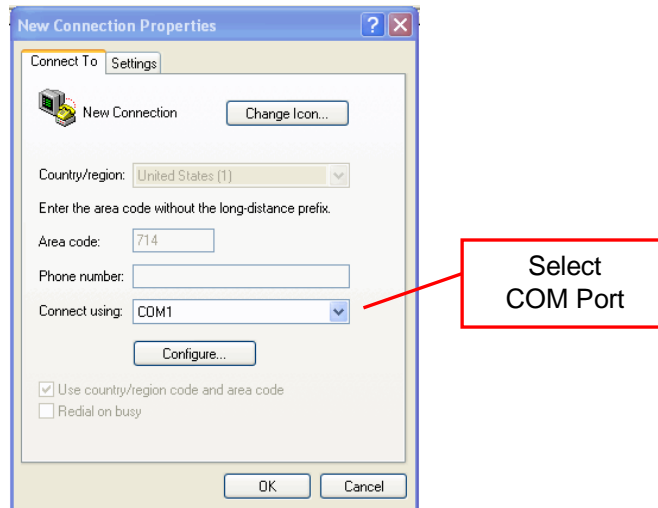 New Connection Properties
Connect To Settings
New Connection Change Icon...
Country/region: United States (1)
Enter the area code without the long-distance prefix.
Area code: 714
Phone number:
Connect using: COM1
Configure...
Use country/region code and area code
Redial on busy
OK Cancel
Select
COM Port